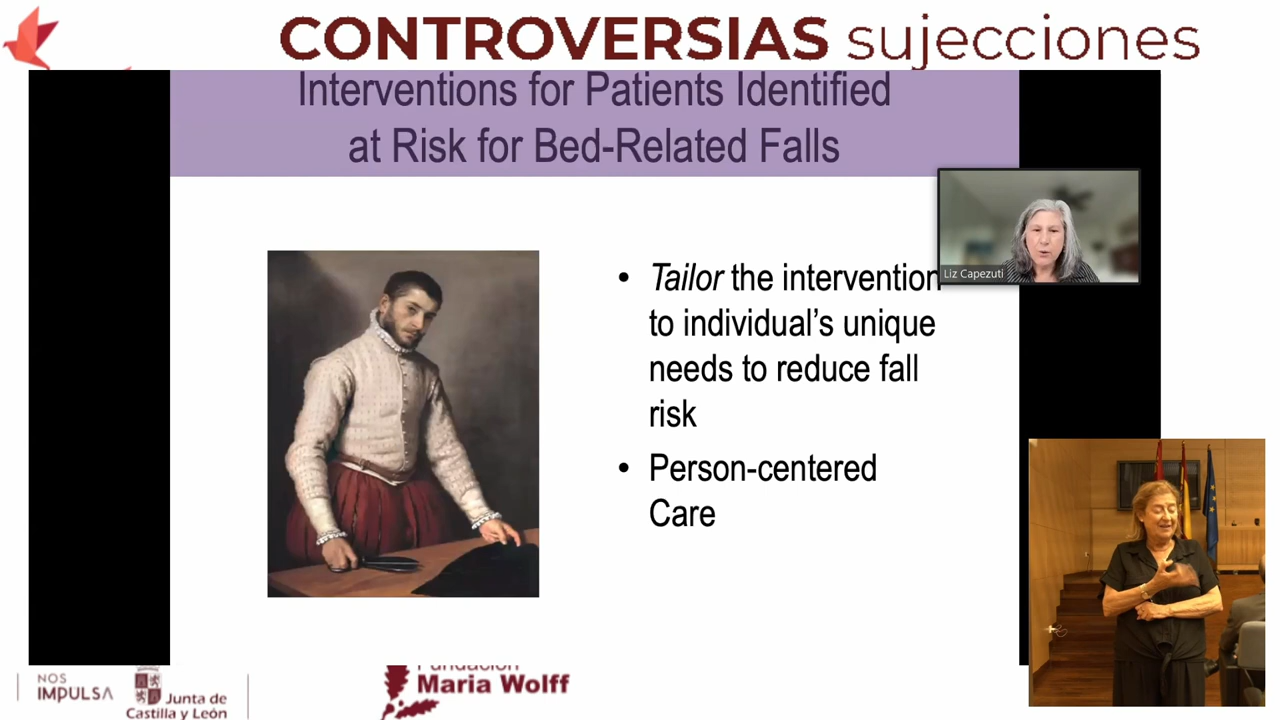 CONTROVERSIAS sujecciones
Interventions for Patients Identified
at Risk for Bed-Related Falls
Liz Capezuti
• Tailor the intervention
to individual's unique
needs to reduce fall
risk
• Person-centered
Care
NOS
IMPULSA
Junta de
Castilla y León
Fundación
Maria Wolff